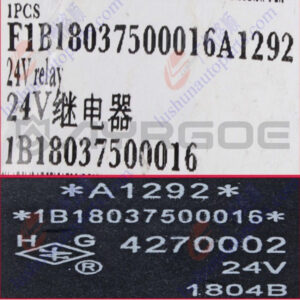 1PCS
F1B18037500016A1292
24V relay
24V继电器
1B18037500016
*A1292*
*1B18037500016*
H G
® 4270002
24V
1804B